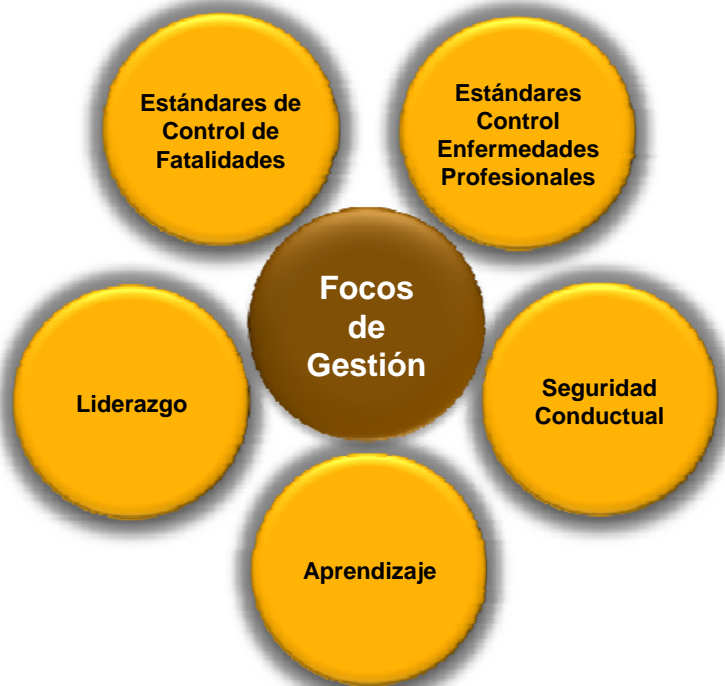 Estándares de
Control de
Fatalidades
Estándares
Control
Enfermedades
Profesionales
Focos
de
Gestión
Liderazgo
Seguridad
Conductual
Aprendizaje